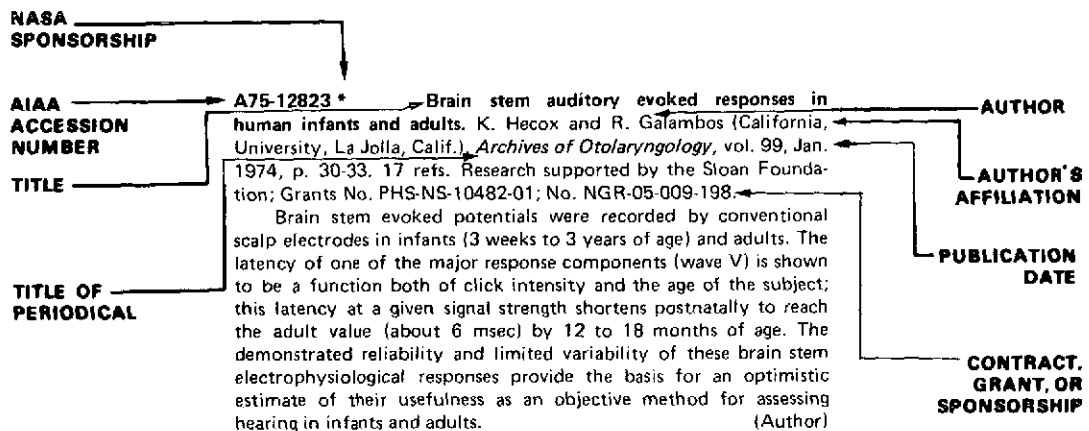 NASA
SPONSORSHIP
AIAA
ACCESSION
NUMBER
TITLE
TITLE OF
PERIODICAL
A75-12823 * Brain stem auditory evoked responses in
human infants and adults. K. Hecox and R. Galambos (California,
University, La Jolla, Calif.). Archives of Otolaryngology, vol. 99, Jan.
1974, p. 30-33. 17 refs. Research supported by the Sloan Founda-
tion; Grants No. PHS-NS-10482-01; No. NGR-05-009-198.
Brain stem evoked potentials were recorded by conventional
scalp electrodes in infants (3 weeks to 3 years of age) and adults. The
latency of one of the major response components (wave V) is shown
to be a function both of click intensity and the age of the subject;
this latency at a given signal strength shortens postnatally to reach
the adult value (about 6 msec) by 12 to 18 months of age. The
demonstrated reliability and limited variability of these brain stem
electrophysiological responses provide the basis for an optimistic
estimate of their usefulness as an objective method for assessing
hearing in infants and adults. (Author)
AUTHOR
AUTHOR'S
AFFILIATION
PUBLICATION
DATE
CONTRACT,
GRANT, OR
SPONSORSHIP